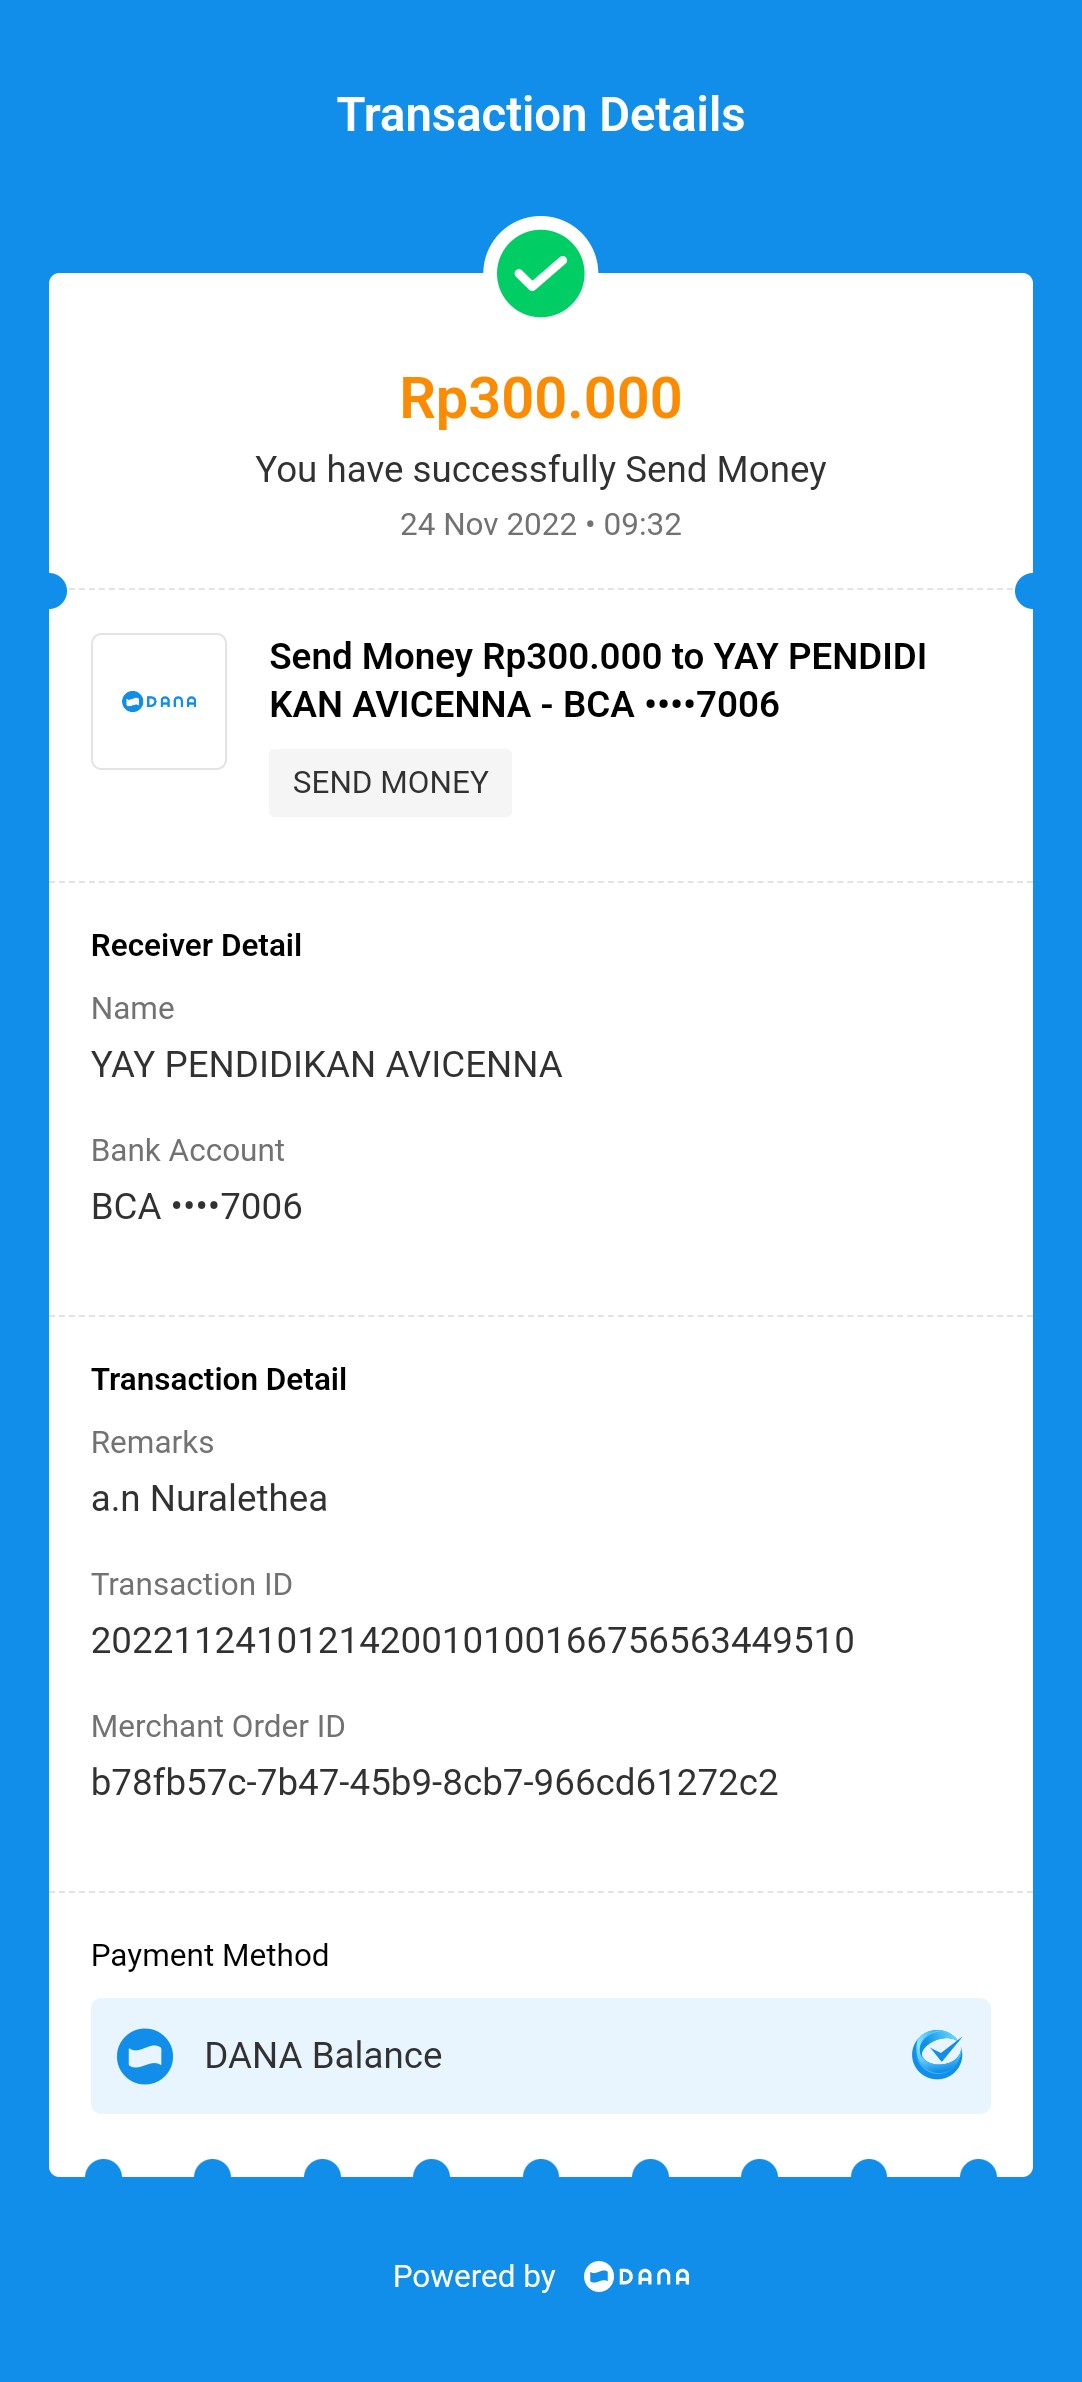 Transaction Details
Rp300.000
You have successfully Send Money
24 Nov 2022 • 09:32
DANA
Send Money Rp300.000 to YAY PENDIDI
KAN AVICENNA - BCA ••••7006
SEND MONEY
Receiver Detail
Name
YAY PENDIDIKAN AVICENNA
Bank Account
BCA ••••7006
Transaction Detail
Remarks
a.n Nuralethea
Transaction ID
2022112410121420010100166756563449510
Merchant Order ID
b78fb57c-7b47-45b9-8cb7-966cd61272c2
Payment Method
DANA Balance
Powered by DANA